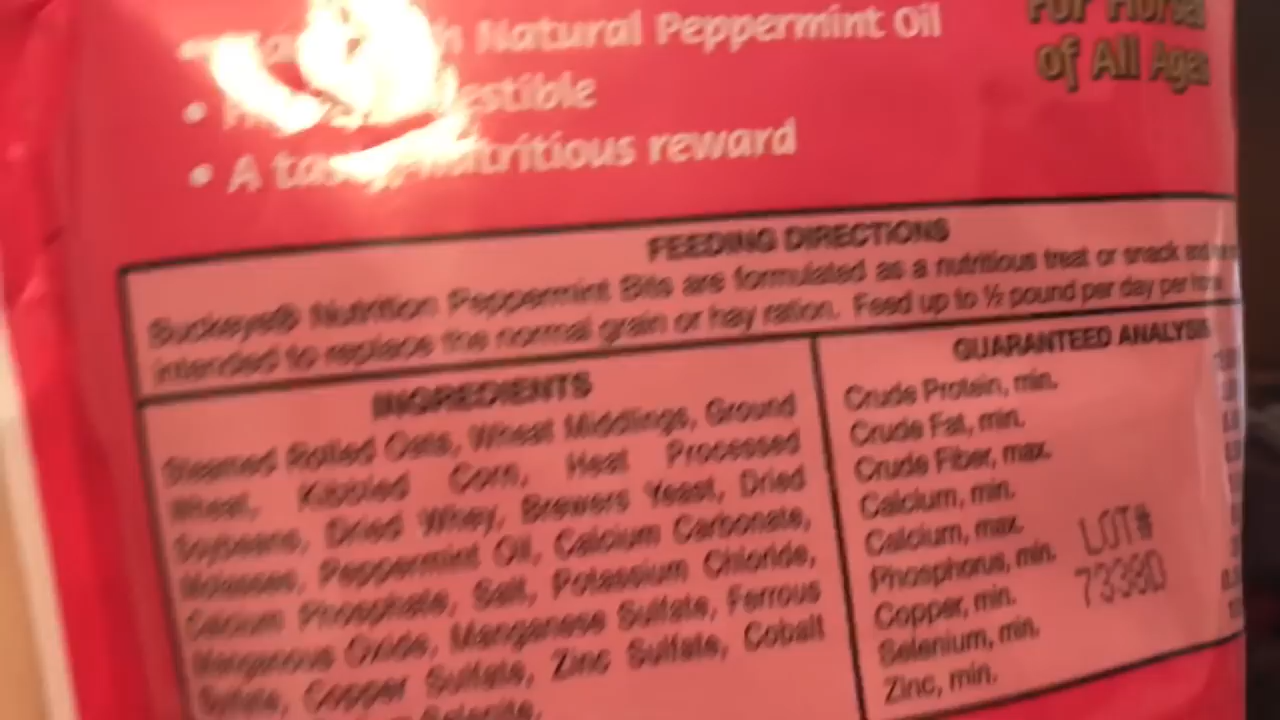 Natural Peppermint Oil
For Horses
of All Ages
• A tasty, nutritious reward
FEEDING DIRECTIONS
Buckeye® Nutrition Peppermint Bits are formulated as a nutritious treat or snack and
intended to replace the normal grain or hay ration. Feed up to ½ pound per day per
INGREDIENTS
Steamed Rolled Oats, Wheat Middlings, Ground
Wheat, Kibbled Corn, Heat Processed
Soybeans, Dried Whey, Brewers Yeast, Dried
Molasses, Peppermint Oil, Calcium Carbonate,
Calcium Phosphate, Salt, Potassium Chloride,
Manganous Oxide, Manganese Sulfate, Ferrous
Sulfate, Copper Sulfate, Zinc Sulfate, Cobalt
Selenite.
GUARANTEED ANALYSIS
Crude Protein, min.
Crude Fat, min.
Crude Fiber, max.
Calcium, min.
Calcium, max.
Phosphorus, min.
Copper, min.
Selenium, min.
Zinc, min.
LOT#
7339D